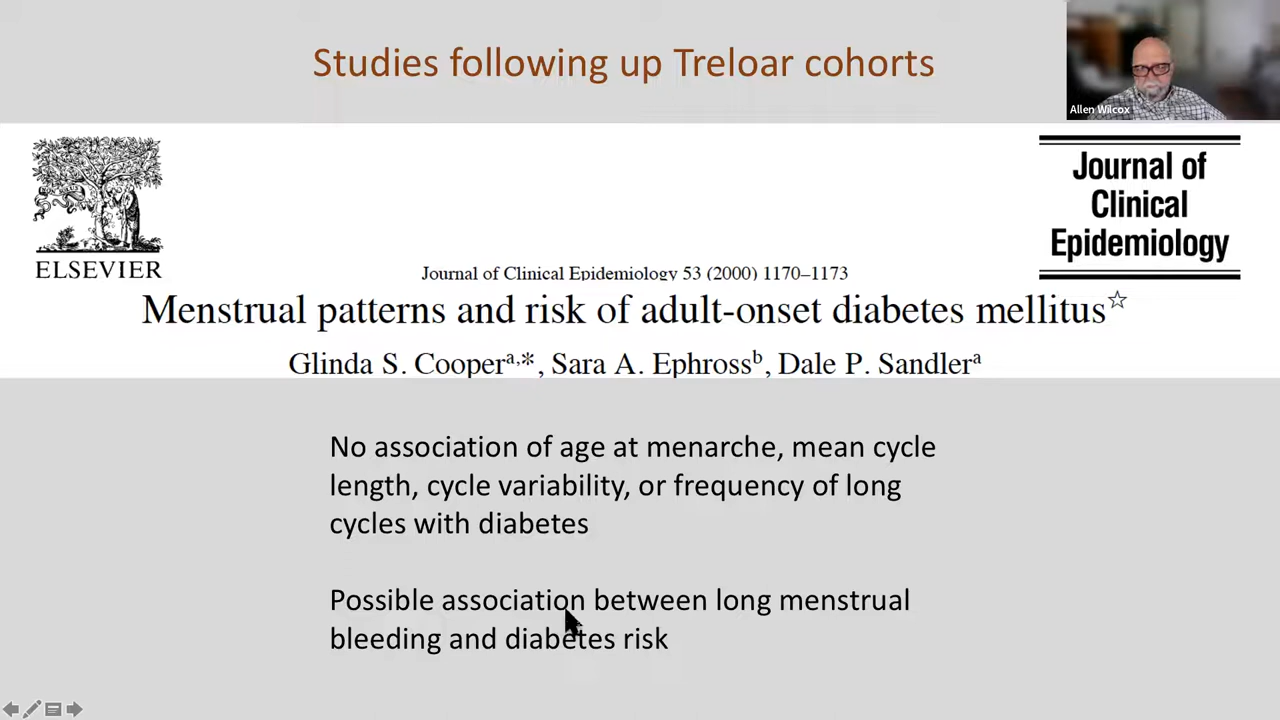 Studies following up Treloar cohorts
Allen Wilcox
ELSEVIER
Journal of
Clinical
Epidemiology
Journal of Clinical Epidemiology 53 (2000) 1170–1173
Menstrual patterns and risk of adult-onset diabetes mellitus☆
Glinda S. Cooperᵃ,*, Sara A. Ephrossᵇ, Dale P. Sandlerᵃ
No association of age at menarche, mean cycle
length, cycle variability, or frequency of long
cycles with diabetes
Possible association between long menstrual
bleeding and diabetes risk